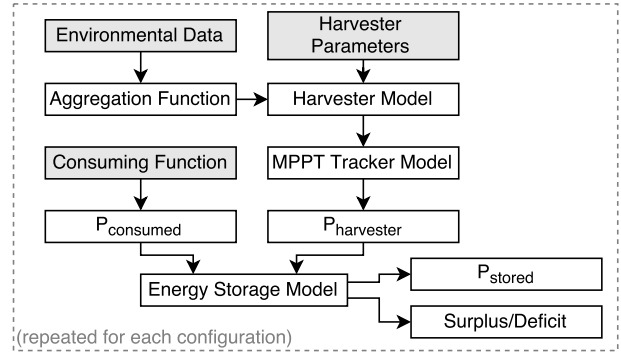 Environmental Data
Harvester
Parameters
Aggregation Function
Harvester Model
Consuming Function
MPPT Tracker Model
Pconsumed
Pharvester
Energy Storage Model
Pstored
Surplus/Deficit
(repeated for each configuration)